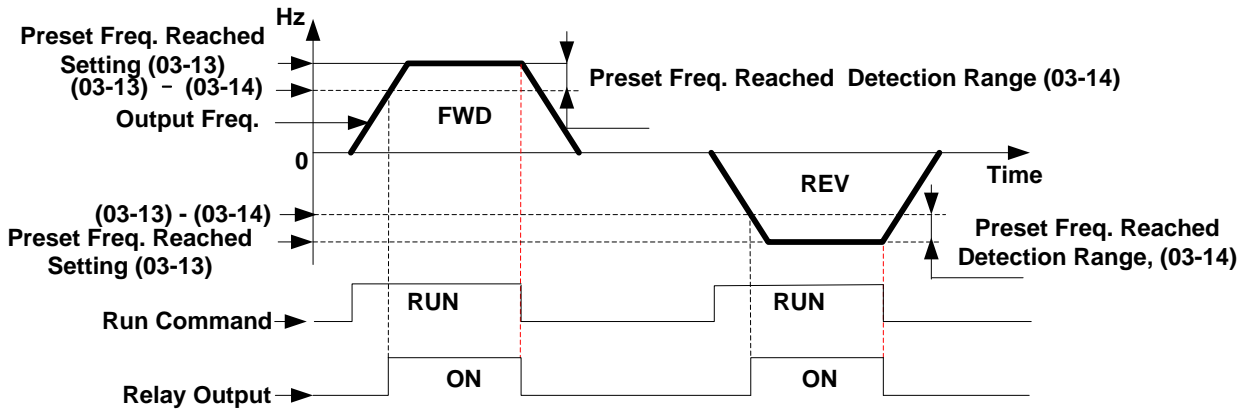 Hz
Preset Freq. Reached
Setting (03-13)
(03-13) - (03-14)
Output Freq.
0
FWD
Preset Freq. Reached Detection Range (03-14)
REV
Time
(03-13) - (03-14)
Preset Freq. Reached
Setting (03-13)
Preset Freq. Reached
Detection Range, (03-14)
Run Command
RUN
RUN
Relay Output
ON
ON